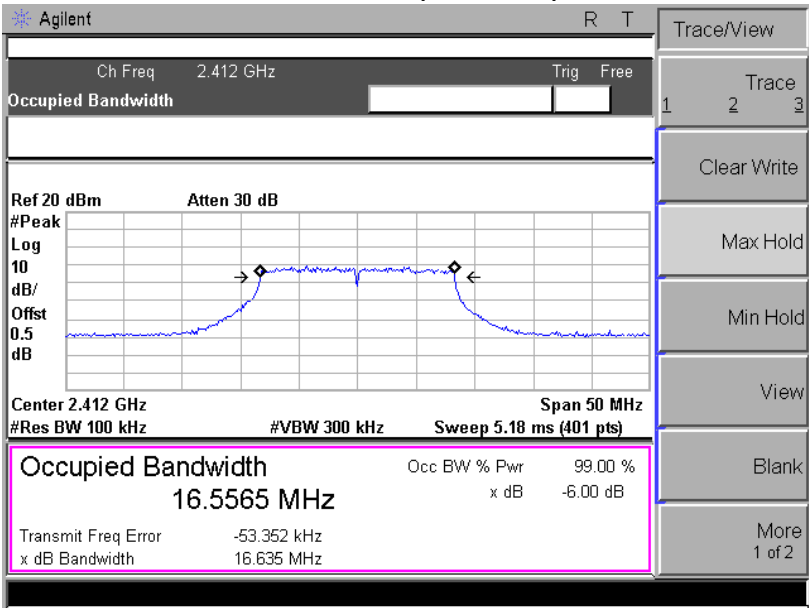 Agilent R T
Trace/View
Ch Freq 2.412 GHz Trig Free
Occupied Bandwidth
Trace
1 2 3
Clear Write
Max Hold
Min Hold
View
Blank
More
1 of 2
Ref 20 dBm Atten 30 dB
#Peak
Log
10
dB/
Offst
0.5
dB
Center 2.412 GHz Span 50 MHz
#Res BW 100 kHz #VBW 300 kHz Sweep 5.18 ms (401 pts)
Occupied Bandwidth Occ BW % Pwr 99.00 %
16.5565 MHz x dB -6.00 dB
Transmit Freq Error -53.352 kHz
x dB Bandwidth 16.635 MHz